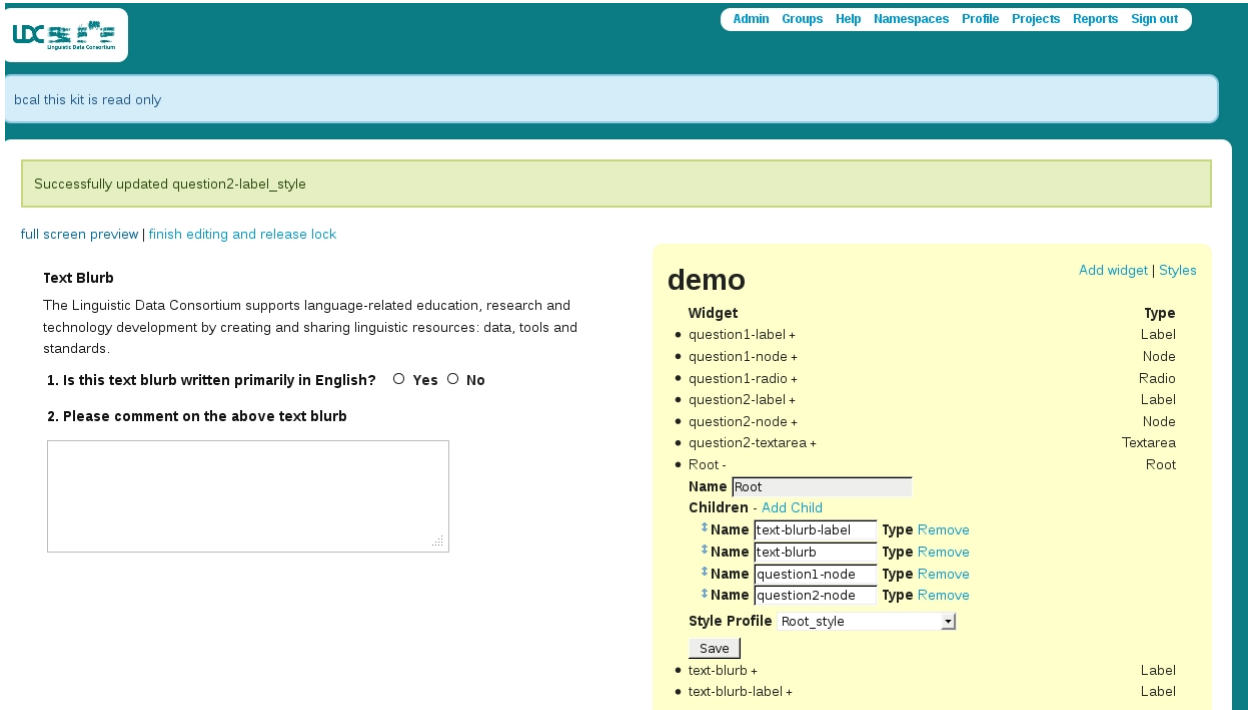 LDC
Linguistic Data Consortium
Admin Groups Help Namespaces Profile Projects Reports Sign out
bcal this kit is read only
Successfully updated question2-label_style
full screen preview | finish editing and release lock
Text Blurb
The Linguistic Data Consortium supports language-related education, research and
technology development by creating and sharing linguistic resources: data, tools and
standards.
1. Is this text blurb written primarily in English? Yes No
2. Please comment on the above text blurb
demo
Add widget | Styles
Widget Type
question1-label + Label
question1-node + Node
question1-radio + Radio
question2-label + Label
question2-node + Node
question2-textarea + Textarea
Root - Root
Name Root
Children - Add Child
Name text-blurb-label Type Remove
Name text-blurb Type Remove
Name question1-node Type Remove
Name question2-node Type Remove
Style Profile Root_style
Save
text-blurb + Label
text-blurb-label + Label